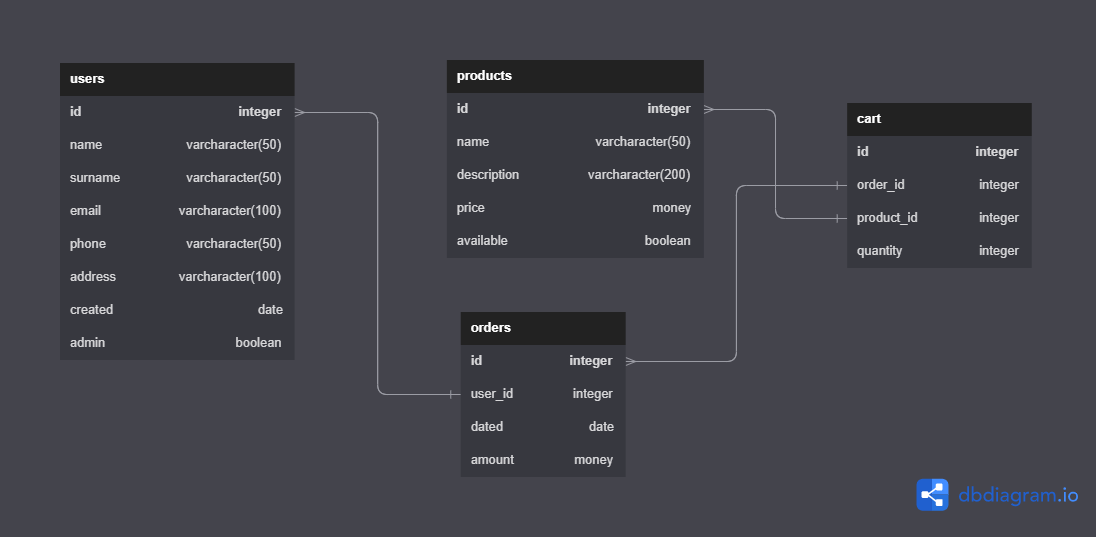 users
id integer
name varcharacter(50)
surname varcharacter(50)
email varcharacter(100)
phone varcharacter(50)
address varcharacter(100)
created date
admin boolean
products
id integer
name varcharacter(50)
description varcharacter(200)
price money
available boolean
cart
id integer
order_id integer
product_id integer
quantity integer
orders
id integer
user_id integer
dated date
amount money
dbdiagram.io